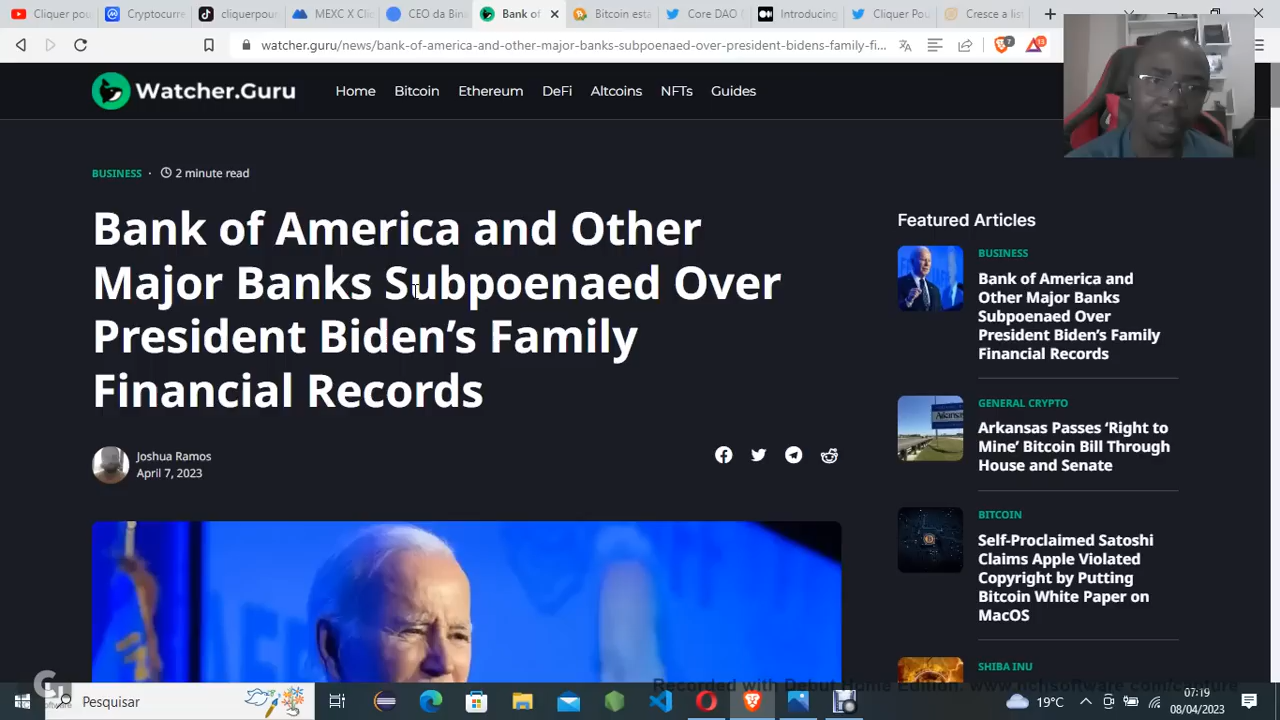 Cliquer pou
Cryptocurre
cliquerpou
MEXC X Cli
CEO da Bina
Bank of
Bitcoin esta
Core DAO (
Introducing
Cliquer Pou
Cresce a lis
watcher.guru/news/bank-of-america-and-other-major-banks-subpoenaed-over-president-bidens-family-fi...
Watcher.Guru
Home
Bitcoin
Ethereum
DeFi
Altcoins
NFTs
Guides
BUSINESS · 2 minute read
Bank of America and Other
Major Banks Subpoenaed Over
President Biden’s Family
Financial Records
Joshua Ramos
April 7, 2023
Featured Articles
BUSINESS
Bank of America and
Other Major Banks
Subpoenaed Over
President Biden’s Family
Financial Records
GENERAL CRYPTO
Arkansas Passes ‘Right to
Mine’ Bitcoin Bill Through
House and Senate
BITCOIN
Self-Proclaimed Satoshi
Claims Apple Violated
Copyright by Putting
Bitcoin White Paper on
MacOS
SHIBA INU
Recorded with Debut Home Edition. www.nchsoftware.com/capture
Pesquisar
19°C
07:19
08/04/2023